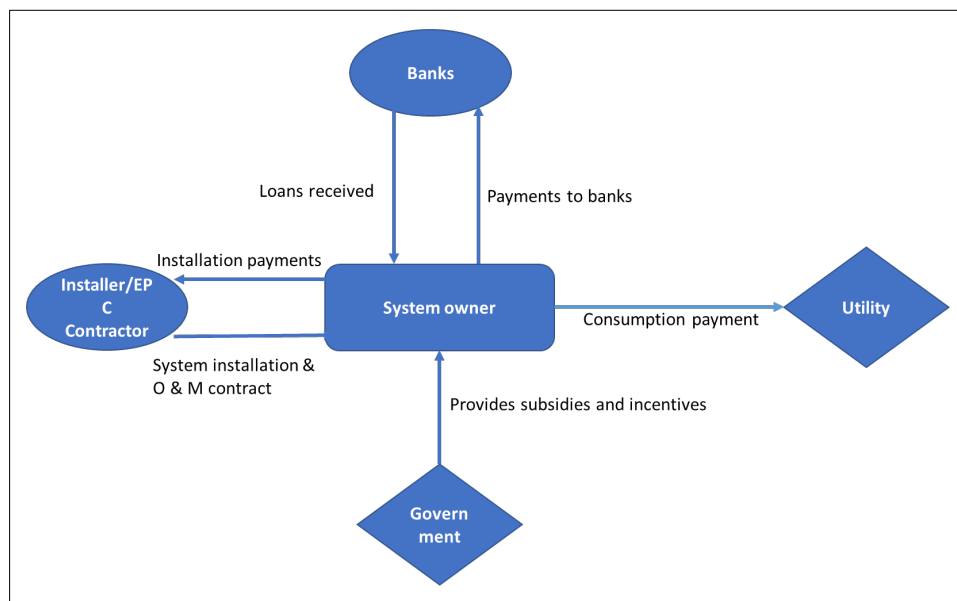 Banks
Loans received
Payments to banks
Installation payments
Installer/EP
C
Contractor
System owner
Consumption payment
Utility
System installation &
O & M contract
Provides subsidies and incentives
Govern
ment